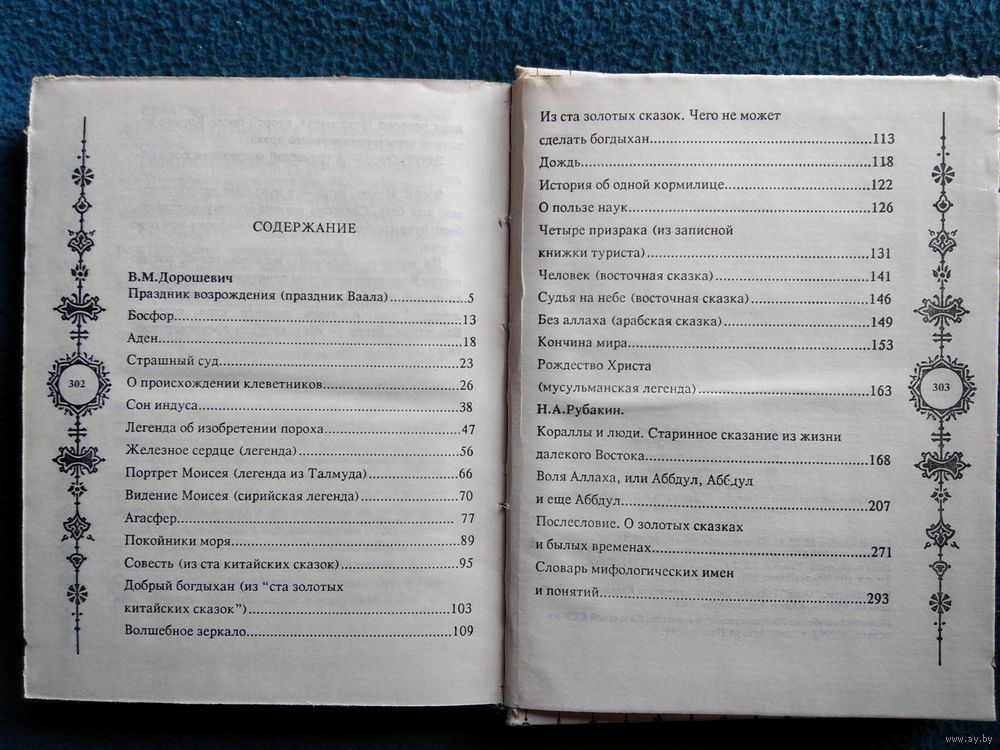 СОДЕРЖАНИЕ
В.М.Дорошевич
Праздник возрождения (праздник Ваала)..............5
Босфор..............13
Аден..............18
Страшный суд..............23
О происхождении клеветников..............26
Сон индуса..............38
Легенда об изобретении пороха..............47
Железное сердце (легенда)..............56
Портрет Моисея (легенда из Талмуда)..............66
Видение Моисея (сирийская легенда)..............70
Агасфер.............. 77
Покойники моря..............89
Совесть (из ста китайских сказок)..............95
Добрый богдыхан (из “ста золотых
китайских сказок”)..............103
Волшебное зеркало..............109
302
Из ста золотых сказок. Чего не может
сделать богдыхан..............113
Дождь..............118
История об одной кормилице..............122
О пользе наук..............126
Четыре призрака (из записной
книжки туриста)..............131
Человек (восточная сказка)..............141
Судья на небе (восточная сказка)..............146
Без аллаха (арабская сказка)..............149
Кончина мира..............153
Рождество Христа
(мусульманская легенда)..............163
Н.А.Рубакин.
Кораллы и люди. Старинное сказание из жизни
далекого Востока..............168
Воля Аллаха, или Аббдул, Аббдул
и еще Аббдул..............207
Послесловие. О золотых сказках
и былых временах..............271
Словарь мифологических имен
и понятий..............293
303
www.ay.by